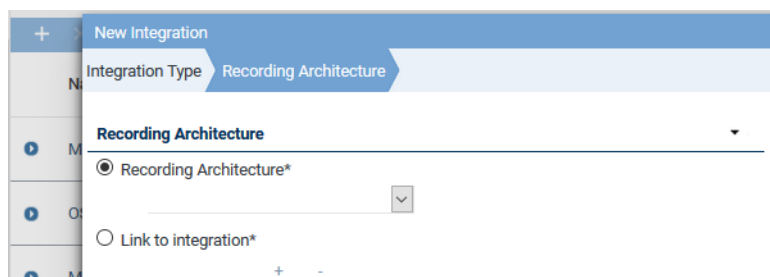 New Integration
Integration Type Recording Architecture
Recording Architecture
Recording Architecture*
Link to integration*
+ -